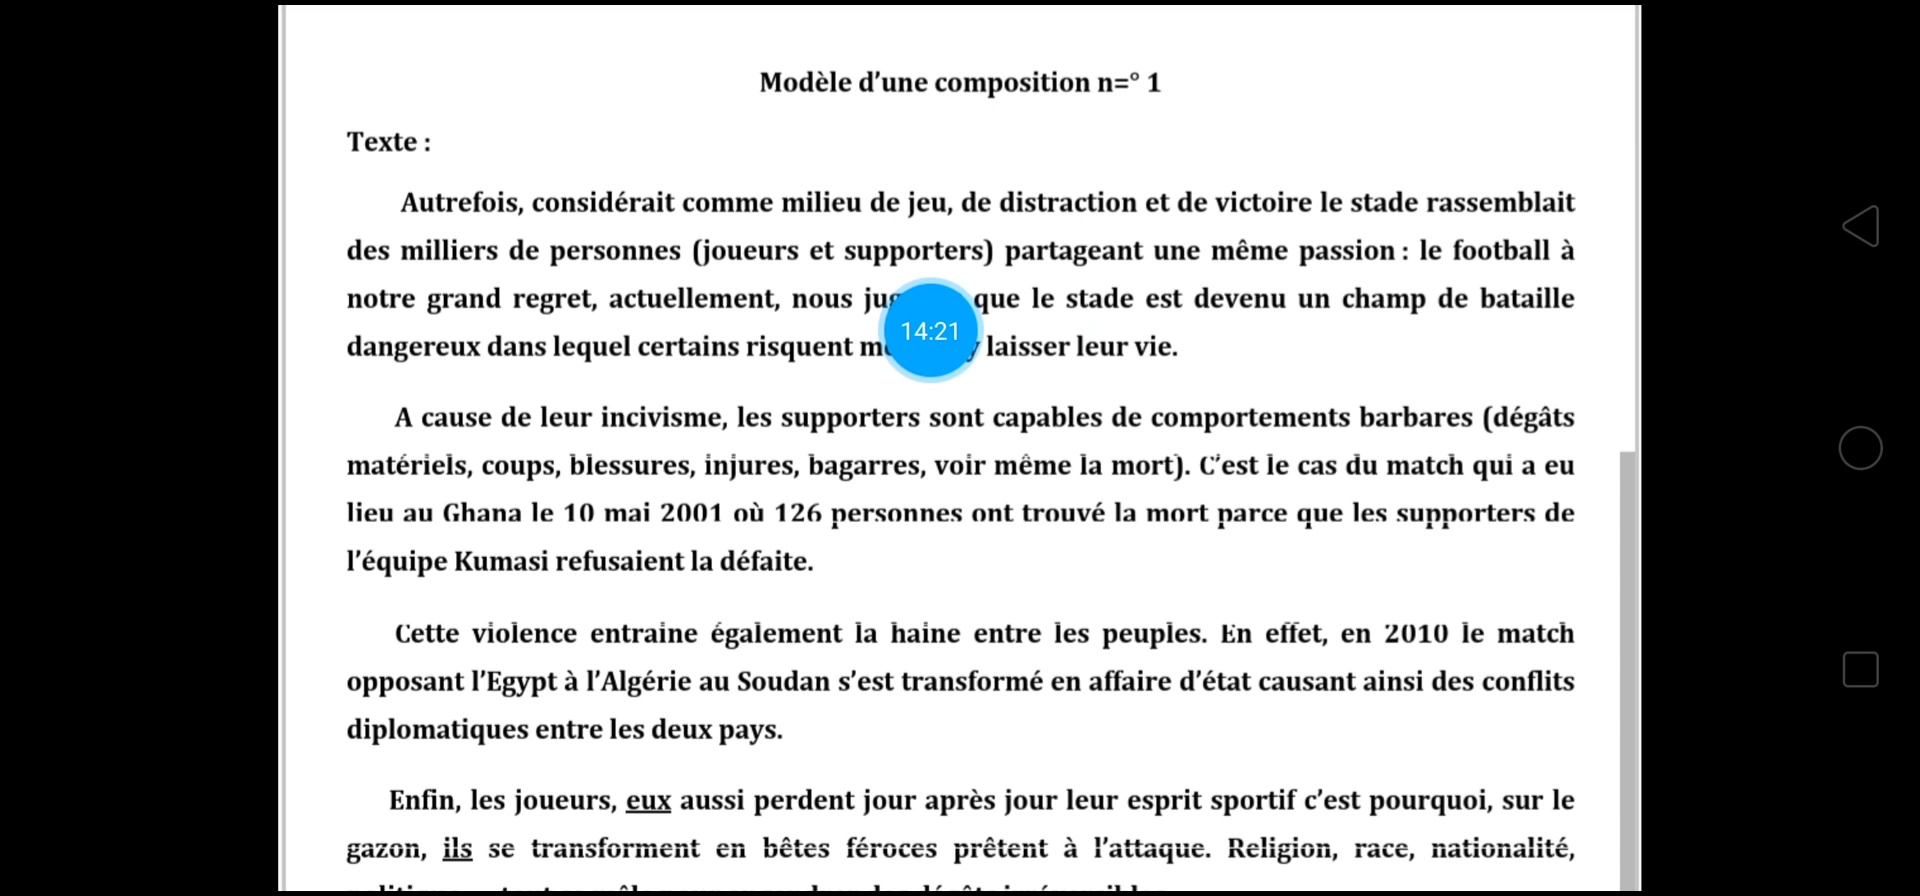 Modèle d'une composition n=° 1
Texte :
Autrefois, considérait comme milieu de jeu, de distraction et de victoire le stade rassemblait
des milliers de personnes (joueurs et supporters) partageant une même passion : le football à
notre grand regret, actuellement, nous que le stade est devenu un champ de bataille
14:21
dangereux dans lequel certains risquent laisser leur vie.
A cause de leur incivisme, les supporters sont capables de comportements barbares (dégâts
matériels, coups, blessures, injures, bagarres, voir même la mort). C'est le cas du match qui a eu
lieu au Ghana le 10 mai 2001 où 126 personnes ont trouvé la mort parce que les supporters de
l'équipe Kumasi refusaient la défaite.
Cette violence entraine également la haine entre les peuples. En effet, en 2010 le match
opposant l'Egypt à l'Algérie au Soudan s'est transformé en affaire d'état causant ainsi des conflits
diplomatiques entre les deux pays.
Enfin, les joueurs, eux aussi perdent jour après jour leur esprit sportif c'est pourquoi, sur le
gazon, ils se transforment en bêtes féroces prêtent à l'attaque. Religion, race, nationalité,